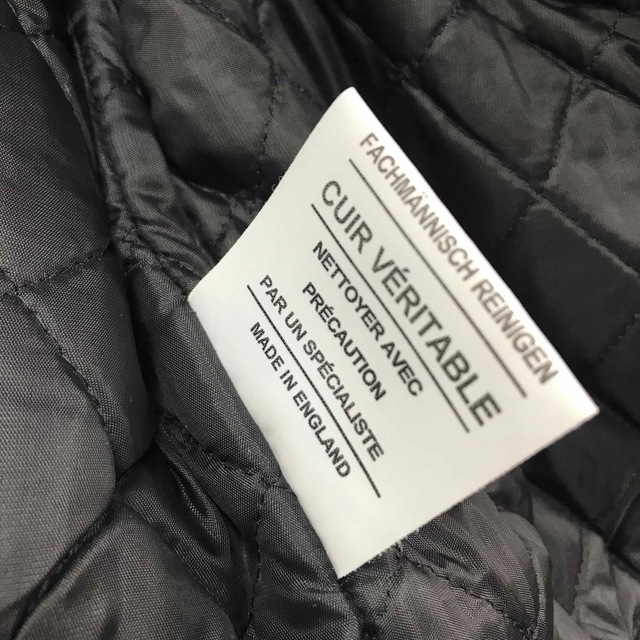 FACHMÄNNISCH REINIGEN
CUIR VÉRITABLE
NETTOYER AVEC
PRÉCAUTION
PAR UN SPÉCIALISTE
MADE IN ENGLAND